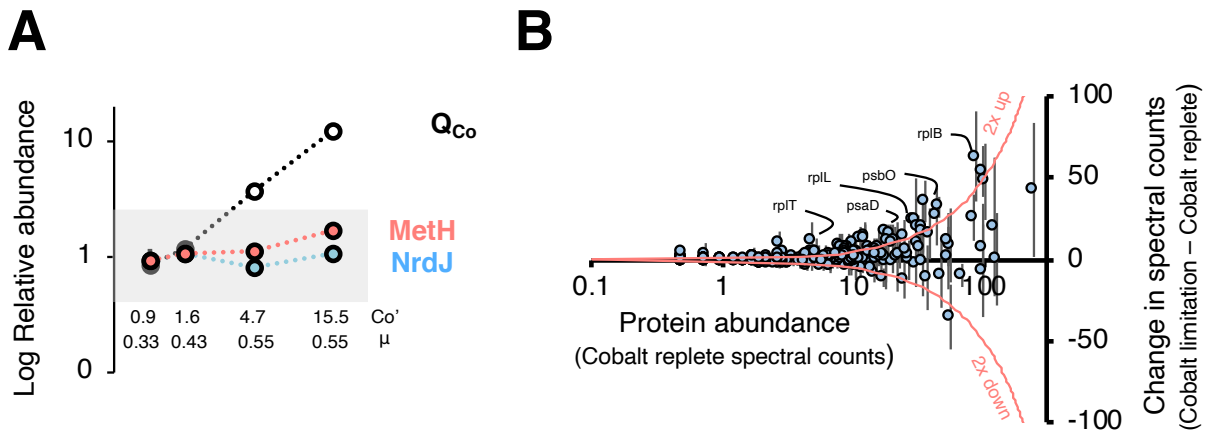 A
Log Relative abundance
10
1
0
Q_Co
MetH
NrdJ
0.9 1.6 4.7 15.5 Co'
0.33 0.43 0.55 0.55 μ
B
100
50
0
-50
-100
Change in spectral counts
(Cobalt limitation – Cobalt replete)
2x up
rplB
psbO
rplL
psaD
rplT
0.1 1 10 100
Protein abundance
(Cobalt replete spectral counts)
2x down